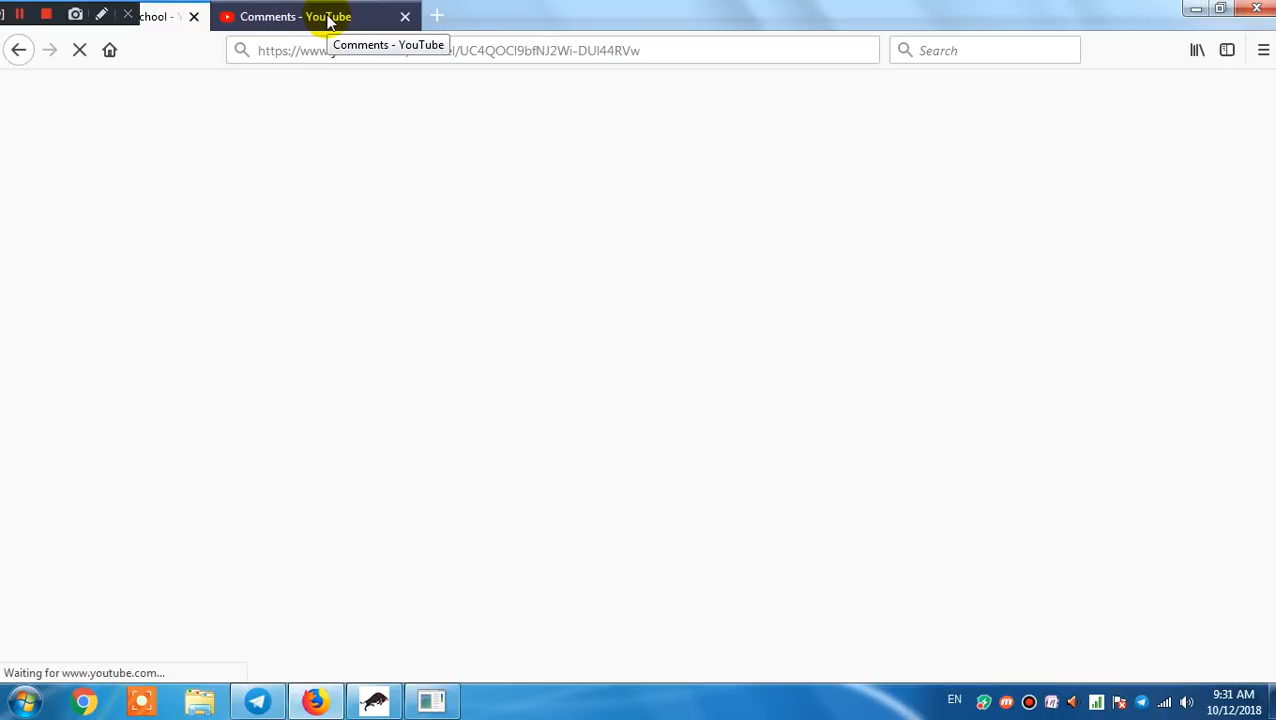 chool -
Comments - YouTube
https://www.
Comments - YouTube
el/UC4QOCl9bfNJ2Wi-DUl44RVw
Search
Waiting for www.youtube.com...
EN
9:31 AM
10/12/2018